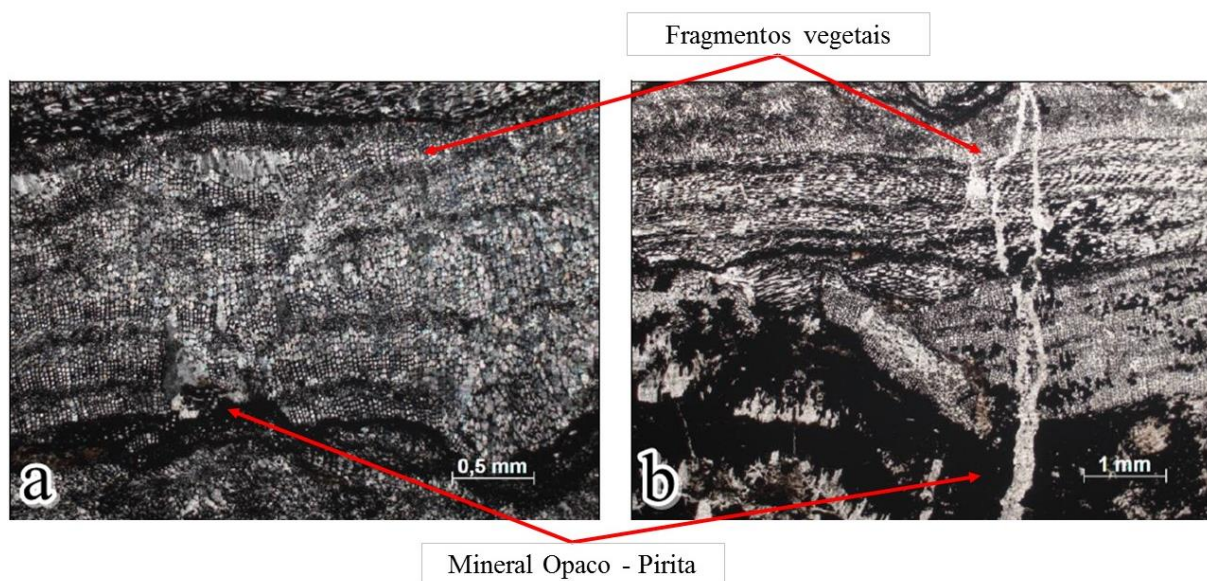 Fragmentos vegetais
0,5 mm
1 mm
a
b
Mineral Opaco - Pirita